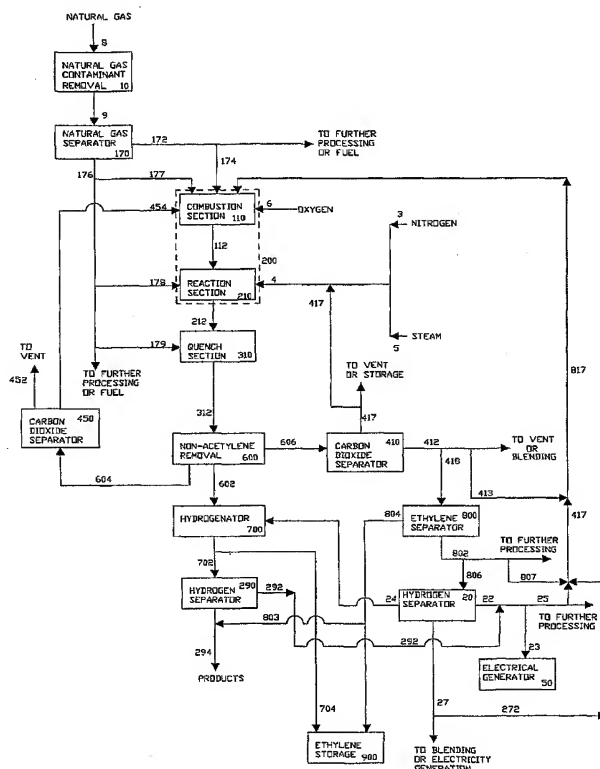 NATURAL GAS
8
NATURAL GAS
CONTAMINANT
REMOVAL 10
9
NATURAL GAS
SEPARATOR
170
172
TO FURTHER
PROCESSING
OR FUEL
174
176
177
454
COMBUSTION
SECTION 110
6
OXYGEN
3
NITROGEN
112
200
178
REACTION
SECTION
210
4
417
212
TO
VENT
452
179
QUENCH
SECTION 310
STEAM
5
TO VENT
OR STORAGE
817
TO FURTHER
PROCESSING
OR FUEL
312
417
CARBON 450
DIOXIDE
SEPARATOR
NON-ACETYLENE
REMOVAL 600
606
CARBON 410
DIOXIDE
SEPARATOR
412
TO VENT
OR
BLENDING
604
602
418
413
HYDROGENATOR
700
804
ETHYLENE 800
SEPARATOR
417
TO FURTHER
PROCESSING
702
802
806
807
HYDROGEN 290
SEPARATOR
292
24
HYDROGEN 20
SEPARATOR
22
25
TO FURTHER
PROCESSING
803
292
23
294
PRODUCTS
ELECTRICAL
GENERATOR
50
704
27
272
ETHYLENE
STORAGE 900
TO BLENDING
OR ELECTRICITY
GENERATION